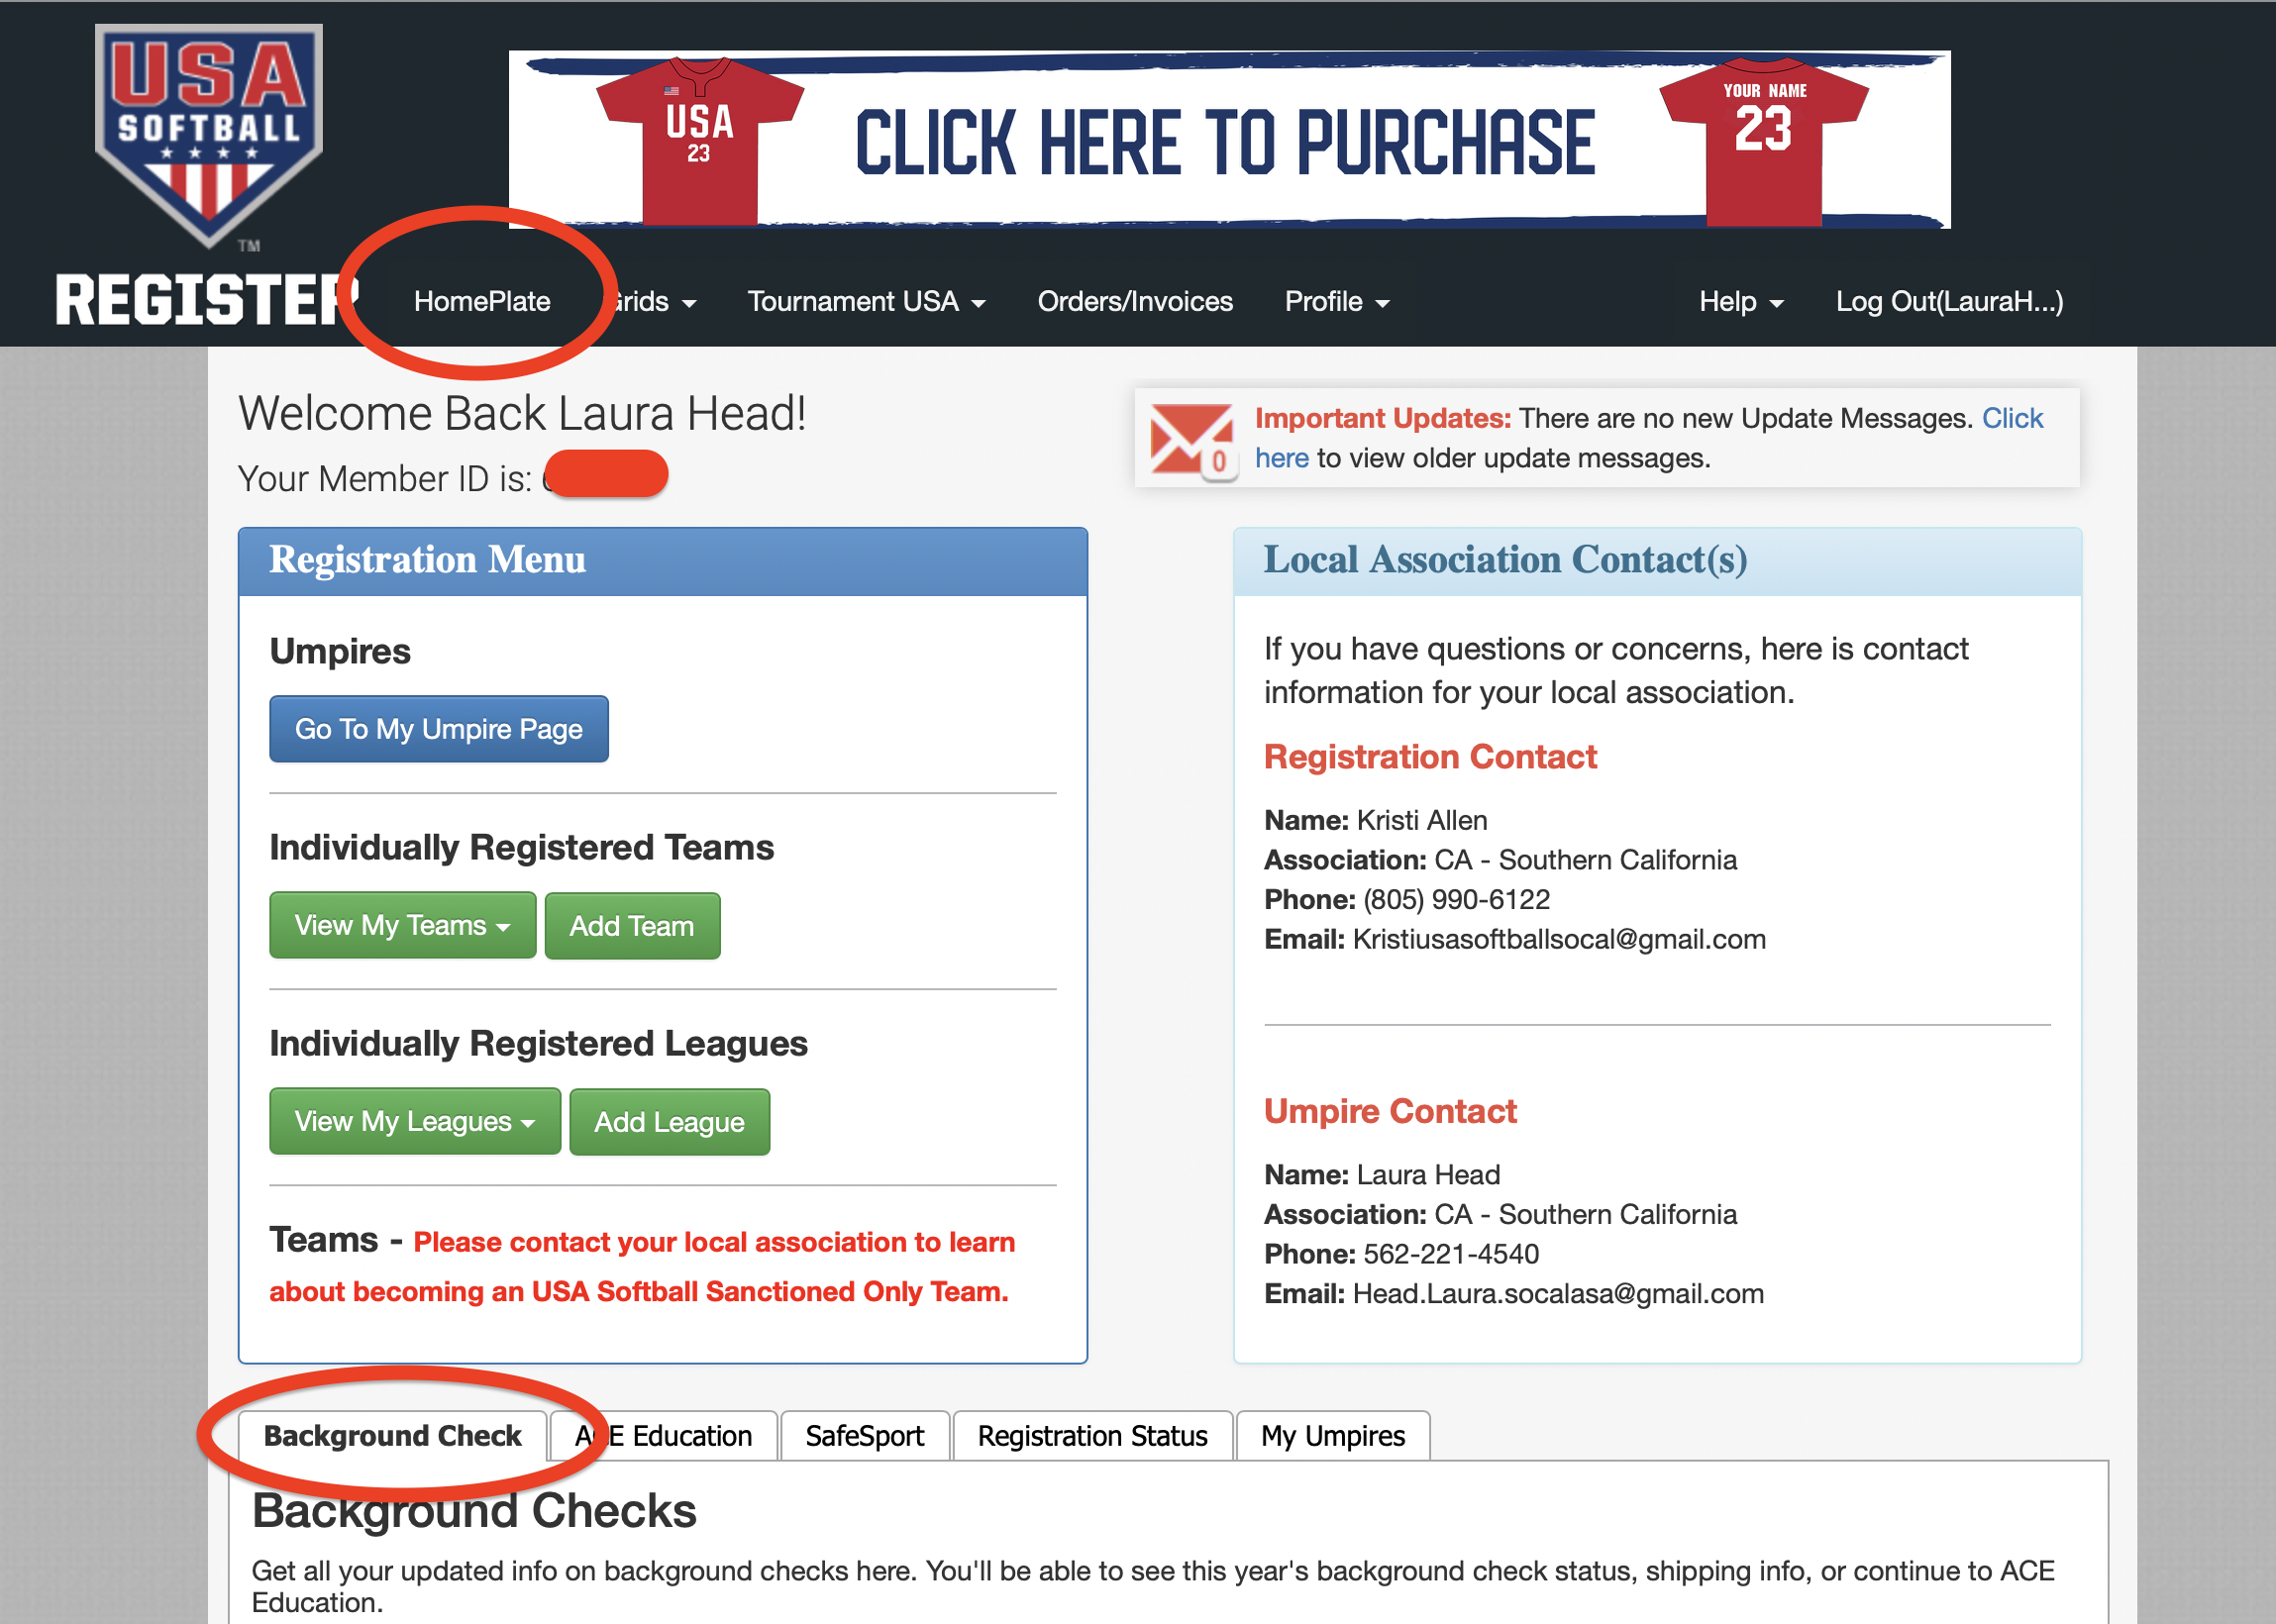 USA
SOFTBALL
TM
USA
23
CLICK HERE TO PURCHASE
YOUR NAME
23
REGISTER
HomePlate
Grids
Tournament USA
Orders/Invoices
Profile
Help
Log Out(LauraH...)
Welcome Back Laura Head!
Your Member ID is:
0
Important Updates: There are no new Update Messages. Click
here to view older update messages.
Registration Menu
Umpires
Go To My Umpire Page
Individually Registered Teams
View My Teams
Add Team
Individually Registered Leagues
View My Leagues
Add League
Teams - Please contact your local association to learn
about becoming an USA Softball Sanctioned Only Team.
Local Association Contact(s)
If you have questions or concerns, here is contact
information for your local association.
Registration Contact
Name: Kristi Allen
Association: CA - Southern California
Phone: (805) 990-6122
Email: Kristiusasoftballsocal@gmail.com
Umpire Contact
Name: Laura Head
Association: CA - Southern California
Phone: 562-221-4540
Email: Head.Laura.socalasa@gmail.com
Background Check
ACE Education
SafeSport
Registration Status
My Umpires
Background Checks
Get all your updated info on background checks here. You'll be able to see this year's background check status, shipping info, or continue to ACE
Education.